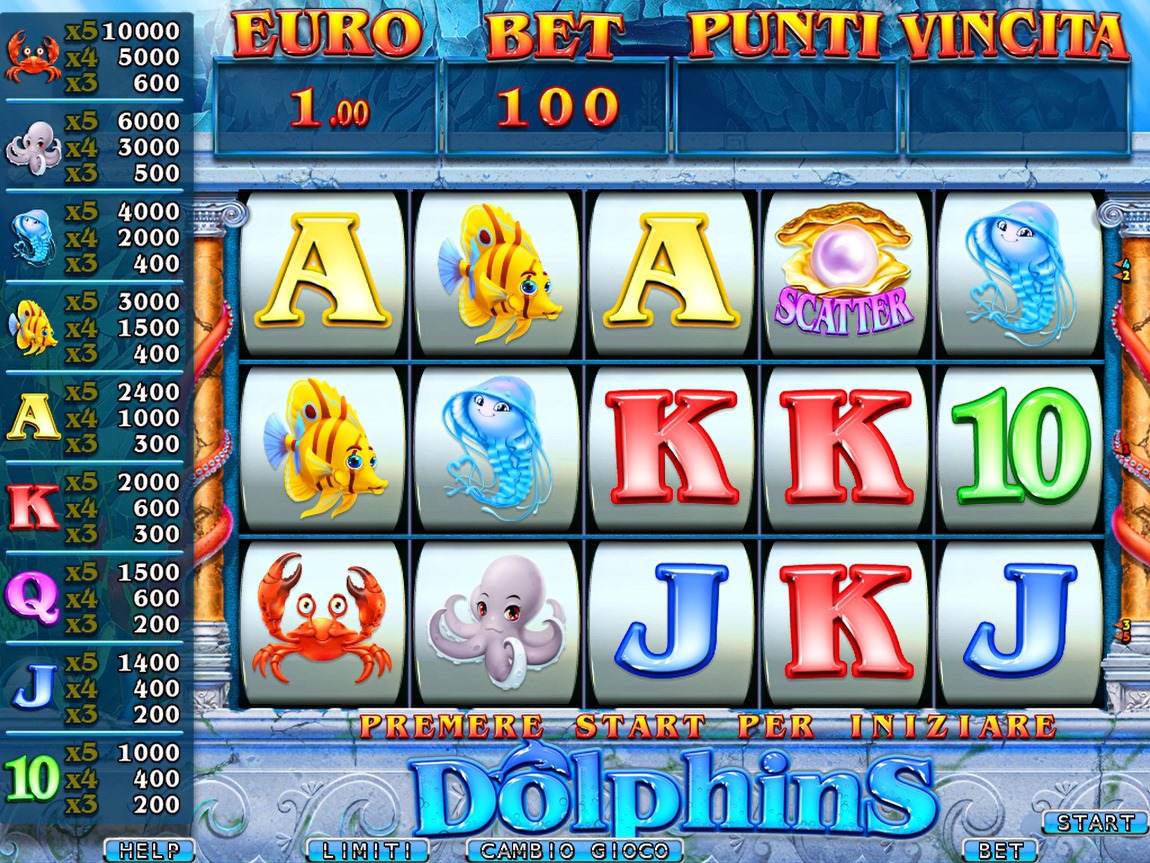 EURO BET PUNTI VINCITA
1.00 100
x5 10000
x4 5000
x3 600
x5 6000
x4 3000
x3 500
x5 4000
x4 2000
x3 400
x5 3000
x4 1500
x3 400
A x5 2400
x4 1000
x3 300
K x5 2000
x4 600
x3 300
Q x5 1500
x4 600
x3 200
J x5 1400
x4 400
x3 200
10 x5 1000
x4 400
x3 200
A A SCATTER
K K 10
J K J
4
2
1
3
5
PREMERE START PER INIZIARE
Dolphins
HELP LIMITI CAMBIO GIOCO BET START